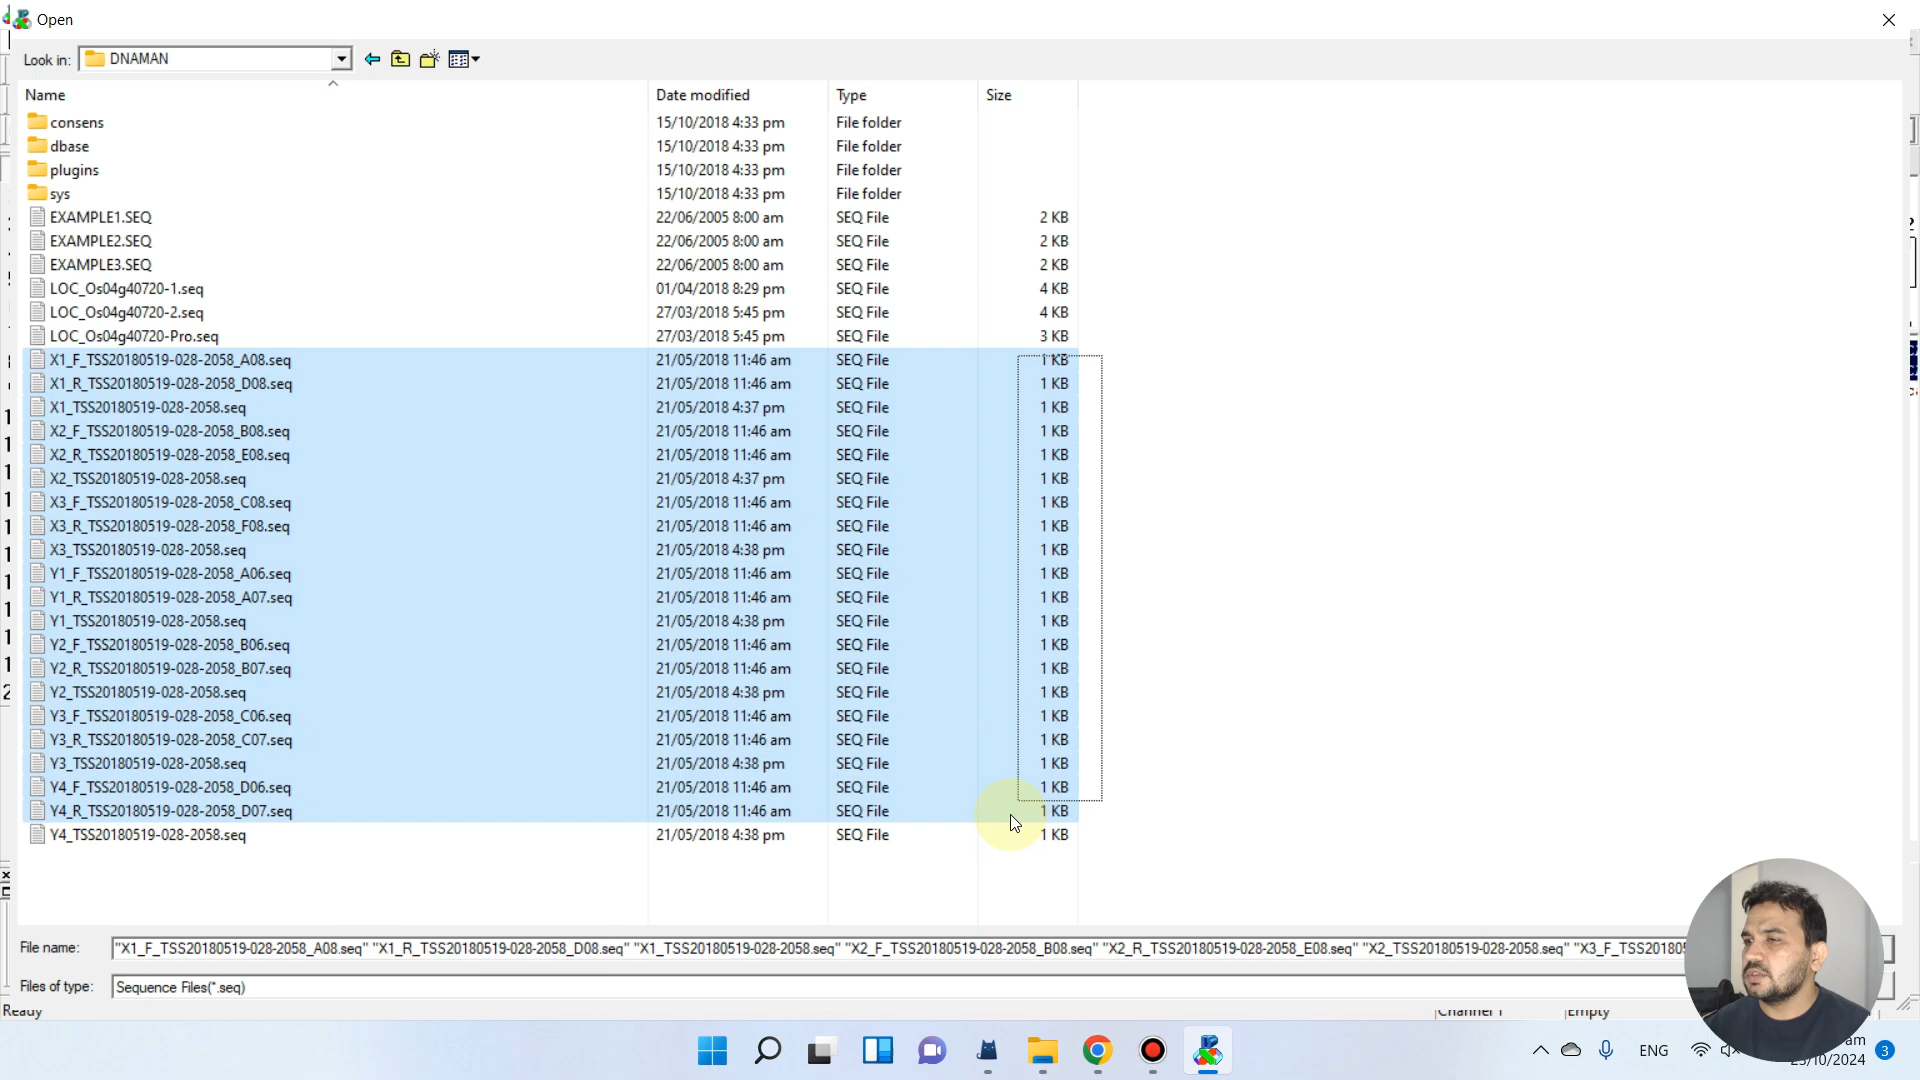 Open
Look in: DNAMAN
Name Date modified Type Size
consens 15/10/2018 4:33 pm File folder
dbase 15/10/2018 4:33 pm File folder
plugins 15/10/2018 4:33 pm File folder
sys 15/10/2018 4:33 pm File folder
EXAMPLE1.SEQ 22/06/2005 8:00 am SEQ File 2 KB
EXAMPLE2.SEQ 22/06/2005 8:00 am SEQ File 2 KB
EXAMPLE3.SEQ 22/06/2005 8:00 am SEQ File 2 KB
LOC_Os04g40720-1.seq 01/04/2018 8:29 pm SEQ File 4 KB
LOC_Os04g40720-2.seq 27/03/2018 5:45 pm SEQ File 4 KB
LOC_Os04g40720-Pro.seq 27/03/2018 5:45 pm SEQ File 3 KB
X1_F_TSS20180519-028-2058_A08.seq 21/05/2018 11:46 am SEQ File 1 KB
X1_R_TSS20180519-028-2058_D08.seq 21/05/2018 11:46 am SEQ File 1 KB
X1_TSS20180519-028-2058.seq 21/05/2018 4:37 pm SEQ File 1 KB
X2_F_TSS20180519-028-2058_B08.seq 21/05/2018 11:46 am SEQ File 1 KB
X2_R_TSS20180519-028-2058_E08.seq 21/05/2018 11:46 am SEQ File 1 KB
X2_TSS20180519-028-2058.seq 21/05/2018 4:37 pm SEQ File 1 KB
X3_F_TSS20180519-028-2058_C08.seq 21/05/2018 11:46 am SEQ File 1 KB
X3_R_TSS20180519-028-2058_F08.seq 21/05/2018 11:46 am SEQ File 1 KB
X3_TSS20180519-028-2058.seq 21/05/2018 4:38 pm SEQ File 1 KB
Y1_F_TSS20180519-028-2058_A06.seq 21/05/2018 11:46 am SEQ File 1 KB
Y1_R_TSS20180519-028-2058_A07.seq 21/05/2018 11:46 am SEQ File 1 KB
Y1_TSS20180519-028-2058.seq 21/05/2018 4:38 pm SEQ File 1 KB
Y2_F_TSS20180519-028-2058_B06.seq 21/05/2018 11:46 am SEQ File 1 KB
Y2_R_TSS20180519-028-2058_B07.seq 21/05/2018 11:46 am SEQ File 1 KB
Y2_TSS20180519-028-2058.seq 21/05/2018 4:38 pm SEQ File 1 KB
Y3_F_TSS20180519-028-2058_C06.seq 21/05/2018 11:46 am SEQ File 1 KB
Y3_R_TSS20180519-028-2058_C07.seq 21/05/2018 11:46 am SEQ File 1 KB
Y3_TSS20180519-028-2058.seq 21/05/2018 4:38 pm SEQ File 1 KB
Y4_F_TSS20180519-028-2058_D06.seq 21/05/2018 11:46 am SEQ File 1 KB
Y4_R_TSS20180519-028-2058_D07.seq 21/05/2018 11:46 am SEQ File 1 KB
Y4_TSS20180519-028-2058.seq 21/05/2018 4:38 pm SEQ File 1 KB
File name: "X1_F_TSS20180519-028-2058_A08.seq" "X1_R_TSS20180519-028-2058_D08.seq" "X1_TSS20180519-028-2058.seq" "X2_F_TSS20180519-028-2058_B08.seq" "X2_R_TSS20180519-028-2058_E08.seq" "X2_TSS20180519-028-2058.seq" "X3_F_TSS201805
Files of type: Sequence Files(*.seq)
Ready Channel 1 Empty
ENG am
23/10/2024 3